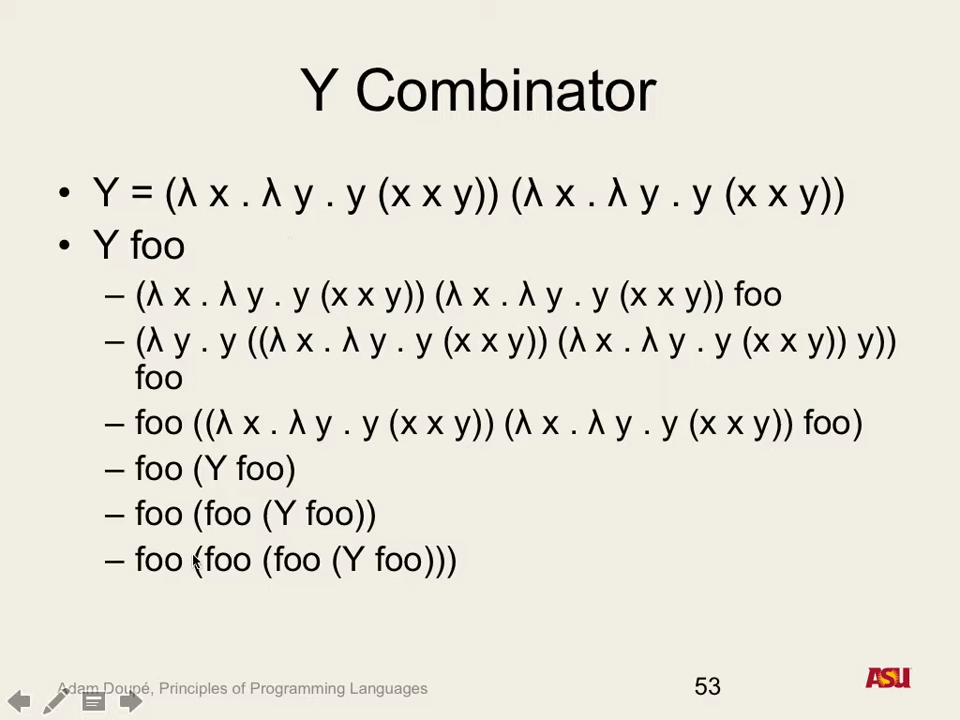 Y Combinator
• Y = (λ x . λ y . y (x x y)) (λ x . λ y . y (x x y))
• Y foo
– (λ x . λ y . y (x x y)) (λ x . λ y . y (x x y)) foo
– (λ y . y ((λ x . λ y . y (x x y)) (λ x . λ y . y (x x y)) y))
foo
– foo ((λ x . λ y . y (x x y)) (λ x . λ y . y (x x y)) foo)
– foo (Y foo)
– foo (foo (Y foo))
– foo (foo (foo (Y foo)))
Adam Doupé, Principles of Programming Languages
53
ASU